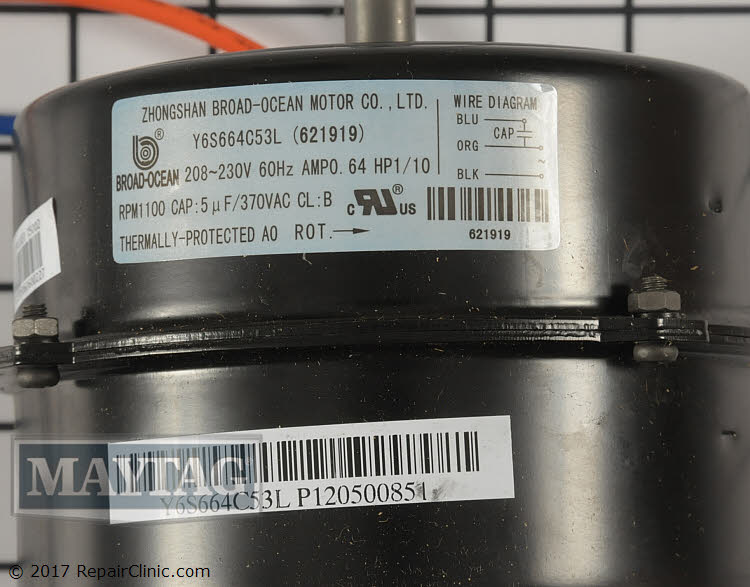 ZHONGSHAN BROAD-OCEAN MOTOR CO., LTD.
Y6S664C53L (621919)
BROAD-OCEAN ®
208~230V 60Hz AMP0.64 HP1/10
RPM1100 CAP:5μF/370VAC CL:B
THERMALLY-PROTECTED AO ROT.→
c RU ® US
WIRE DIAGRAM
BLU
CAP
ORG
~
BLK
621919
Y6S664C53L P120500851
MAYTAG
© 2017 RepairClinic.com